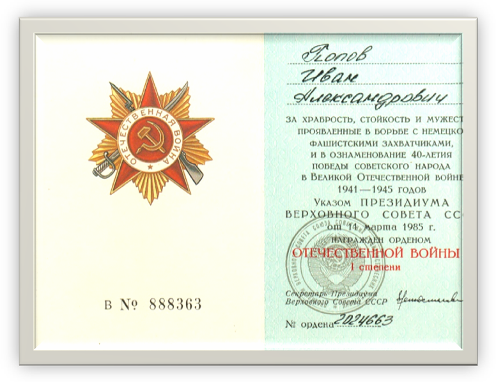 ОТЕЧЕСТВЕННАЯ ВОЙНА
В № 888363
Попов
Иван
Александрович
ЗА ХРАБРОСТЬ, СТОЙКОСТЬ И МУЖЕСТ
ПРОЯВЛЕННЫЕ В БОРЬБЕ С НЕМЕЦКО
ФАШИСТСКИМИ ЗАХВАТЧИКАМИ,
И В ОЗНАМЕНОВАНИЕ 40-ЛЕТИЯ
ПОБЕДЫ СОВЕТСКОГО НАРОДА
В ВЕЛИКОЙ ОТЕЧЕСТВЕННОЙ ВОЙНЕ
1941—1945 ГОДОВ
УКАЗОМ ПРЕЗИДИУМА
ВЕРХОВНОГО СОВЕТА СС
от 11 марта 1985 г.
НАГРАЖДЕН ОРДЕНОМ
ОТЕЧЕСТВЕННОЙ ВОЙНЫ
I степени
Секретарь Президиума
Верховного Совета СССР
№ ордена 2024663